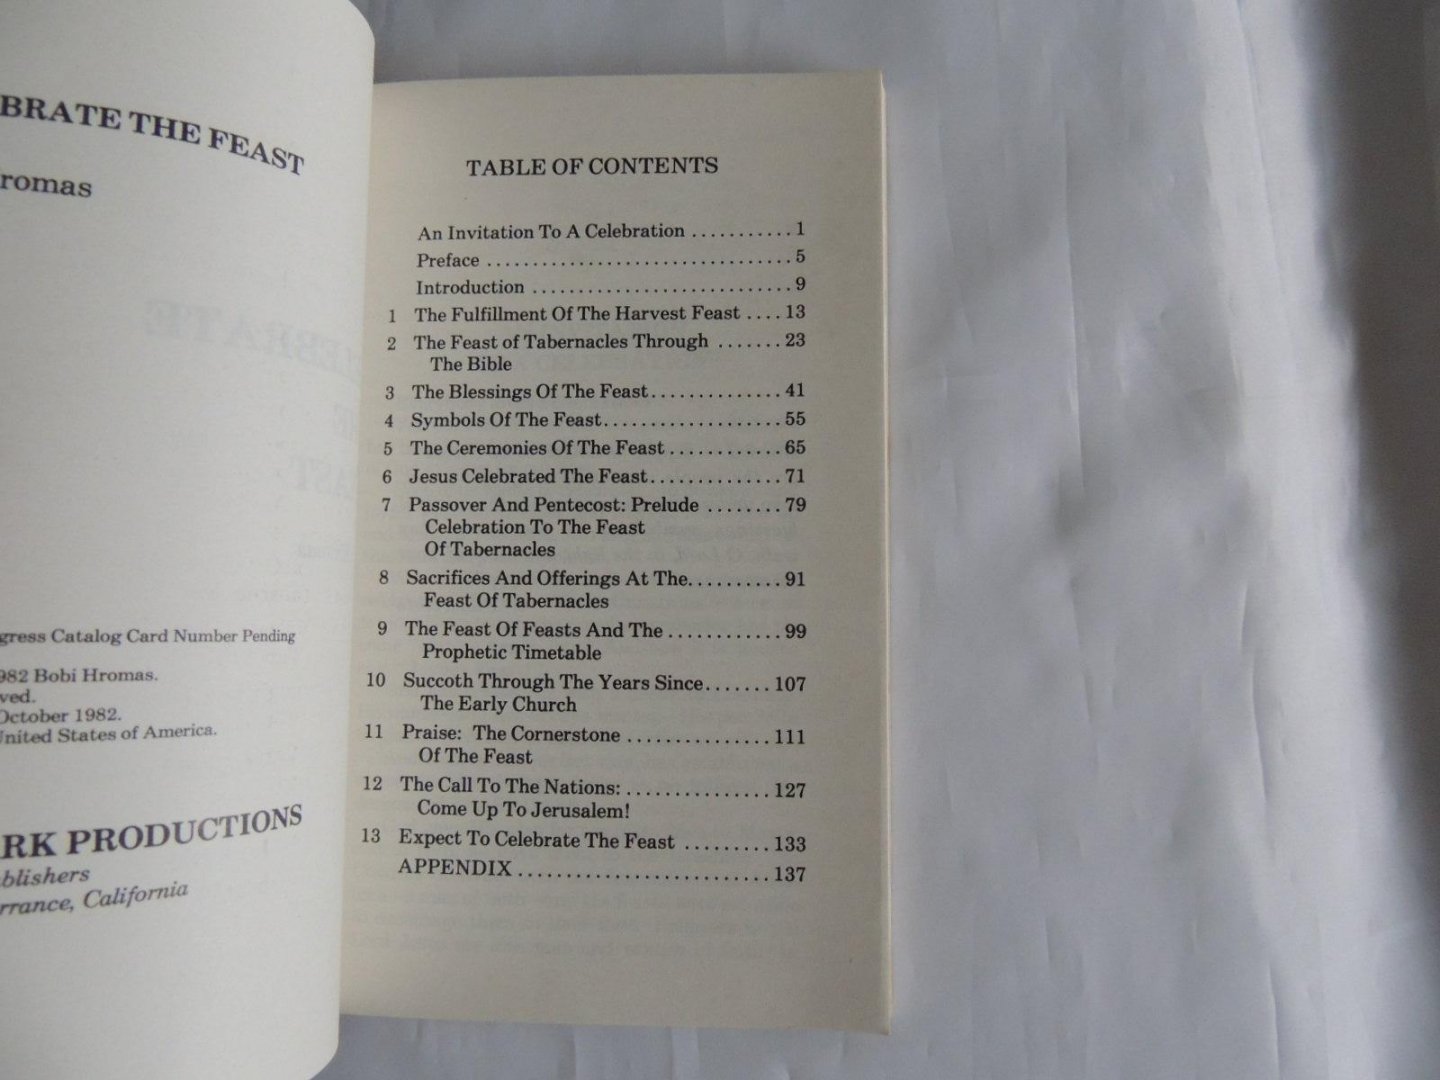 BRATE THE FEAST
romas
gress Catalog Card Number Pending
982 Bobi Hromas.
ved.
October 1982.
United States of America.
RK PRODUCTIONS
blishers
rrance, California
TABLE OF CONTENTS
An Invitation To A Celebration ........... 1
Preface ................................. 5
Introduction ............................ 9
1 The Fulfillment Of The Harvest Feast .... 13
2 The Feast of Tabernacles Through ....... 23
The Bible
3 The Blessings Of The Feast.............. 41
4 Symbols Of The Feast................... 55
5 The Ceremonies Of The Feast ............ 65
6 Jesus Celebrated The Feast.............. 71
7 Passover And Pentecost: Prelude ........ 79
Celebration To The Feast
Of Tabernacles
8 Sacrifices And Offerings At The.......... 91
Feast Of Tabernacles
9 The Feast Of Feasts And The ............ 99
Prophetic Timetable
10 Succoth Through The Years Since....... 107
The Early Church
11 Praise: The Cornerstone ............... 111
Of The Feast
12 The Call To The Nations: ............... 127
Come Up To Jerusalem!
13 Expect To Celebrate The Feast ......... 133
APPENDIX .......................... 137